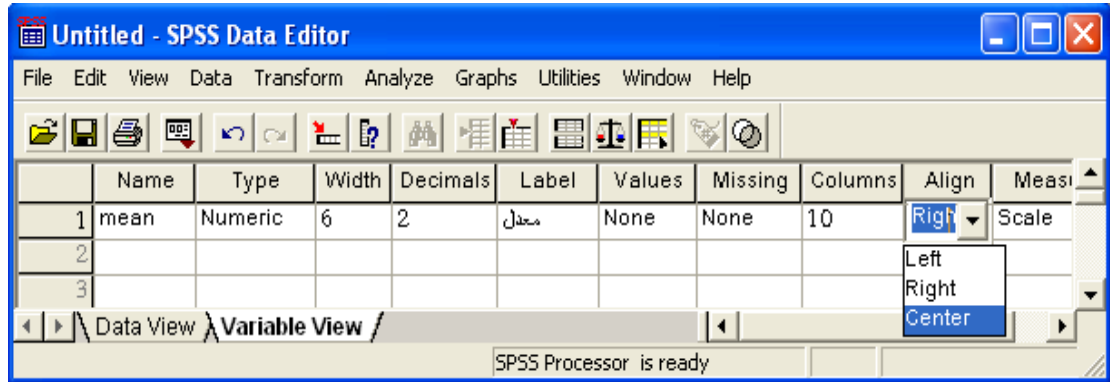 Untitled - SPSS Data Editor
File Edit View Data Transform Analyze Graphs Utilities Window Help
Name Type Width Decimals Label Values Missing Columns Align Meas
1 mean Numeric 6 2 معدل None None 10 Righ Scale
2
Left
3
Right
Center
Data View Variable View
SPSS Processor is ready